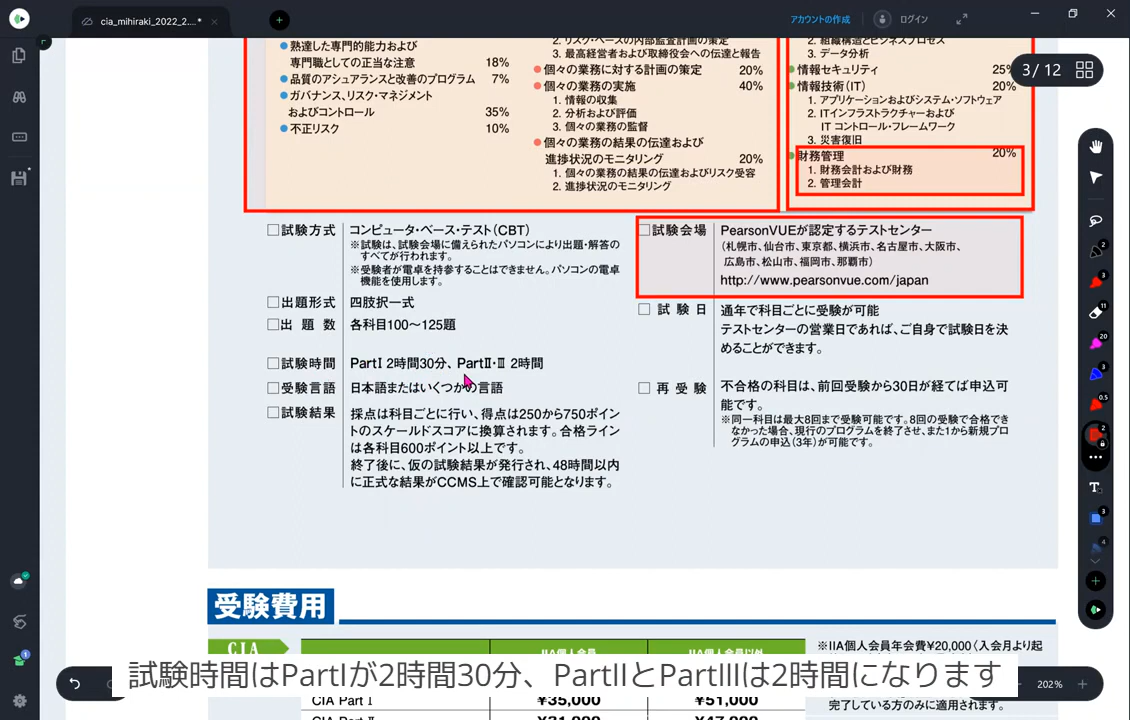 cia_mihiraki_2022_2....*
アカウントの作成
ログイン
3/12
熟達した専門的能力および
専門職としての正当な注意 18%
品質のアシュアランスと改善のプログラム 7%
ガバナンス、リスク・マネジメント
およびコントロール 35%
不正リスク 10%
2. リスク・ベースの内部監査計画の策定
3. 最高経営者および取締役会への伝達と報告
個々の業務に対する計画の策定 20%
個々の業務の実施 40%
1. 情報の収集
2. 分析および評価
3. 個々の業務の監督
個々の業務の結果の伝達および
進捗状況のモニタリング 20%
1. 個々の業務の結果の伝達およびリスク受容
2. 進捗状況のモニタリング
2. 組織構造とビジネスプロセス
3. データ分析
情報セキュリティ 25%
情報技術(IT) 20%
1. アプリケーションおよびシステム・ソフトウェア
2. ITインフラストラクチャーおよび
IT コントロール・フレームワーク
3. 災害復旧
財務管理 20%
1. 財務会計および財務
2. 管理会計
□試験方式 コンピュータ・ベース・テスト(CBT)
※試験は、試験会場に備えられたパソコンにより出題・解答の
すべてが行われます。
※受験者が電卓を持参することはできません。パソコンの電卓
機能を使用します。
□出題形式 四肢択一式
□出題数 各科目100～125題
□試験時間 PartⅠ 2時間30分、PartⅡ・Ⅲ 2時間
□受験言語 日本語またはいくつかの言語
□試験結果 採点は科目ごとに行い、得点は250から750ポイン
トのスケールドスコアに換算されます。合格ライン
は各科目600ポイント以上です。
終了後に、仮の試験結果が発行され、48時間以内
に正式な結果がCCMS上で確認可能となります。
□試験会場 PearsonVUEが認定するテストセンター
(札幌市、仙台市、東京都、横浜市、名古屋市、大阪市、
広島市、松山市、福岡市、那覇市)
http://www.pearsonvue.com/japan
□試験日 通年で科目ごとに受験が可能
テストセンターの営業日であれば、ご自身で試験日を決
めることができます。
□再受験 不合格の科目は、前回受験から30日が経てば申込可
能です。
※同一科目は最大8回まで受験可能です。8回の受験で合格でき
なかった場合、現行のプログラムを終了させ、また1から新規プロ
グラムの申込(3年)が可能です。
受験費用
CIA
IIA個人会員
IIA個人会員以外
※IIA個人会員年会費¥20,000〈入会月より起
試験時間はPartⅠが2時間30分、PartⅡとPartⅢは2時間になります
CIA Part Ⅰ ¥35,000 ¥51,000
完了している方のみに適用されます。
CIA Part Ⅱ ¥31,000 ¥47,000
202%